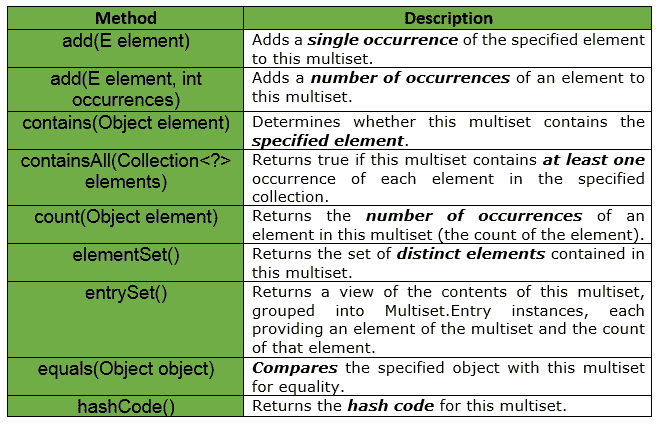 Method
Description
add(E element)
Adds a single occurrence of the specified element
to this multiset.
add(E element, int
occurrences)
Adds a number of occurrences of an element to
this multiset.
contains(Object element)
Determines whether this multiset contains the
specified element.
containsAll(Collection<?>
elements)
Returns true if this multiset contains at least one
occurrence of each element in the specified
collection.
count(Object element)
Returns the number of occurrences of an
element in this multiset (the count of the element).
elementSet()
Returns the set of distinct elements contained in
this multiset.
entrySet()
Returns a view of the contents of this multiset,
grouped into Multiset.Entry instances, each
providing an element of the multiset and the count
of that element.
equals(Object object)
Compares the specified object with this multiset
for equality.
hashCode()
Returns the hash code for this multiset.